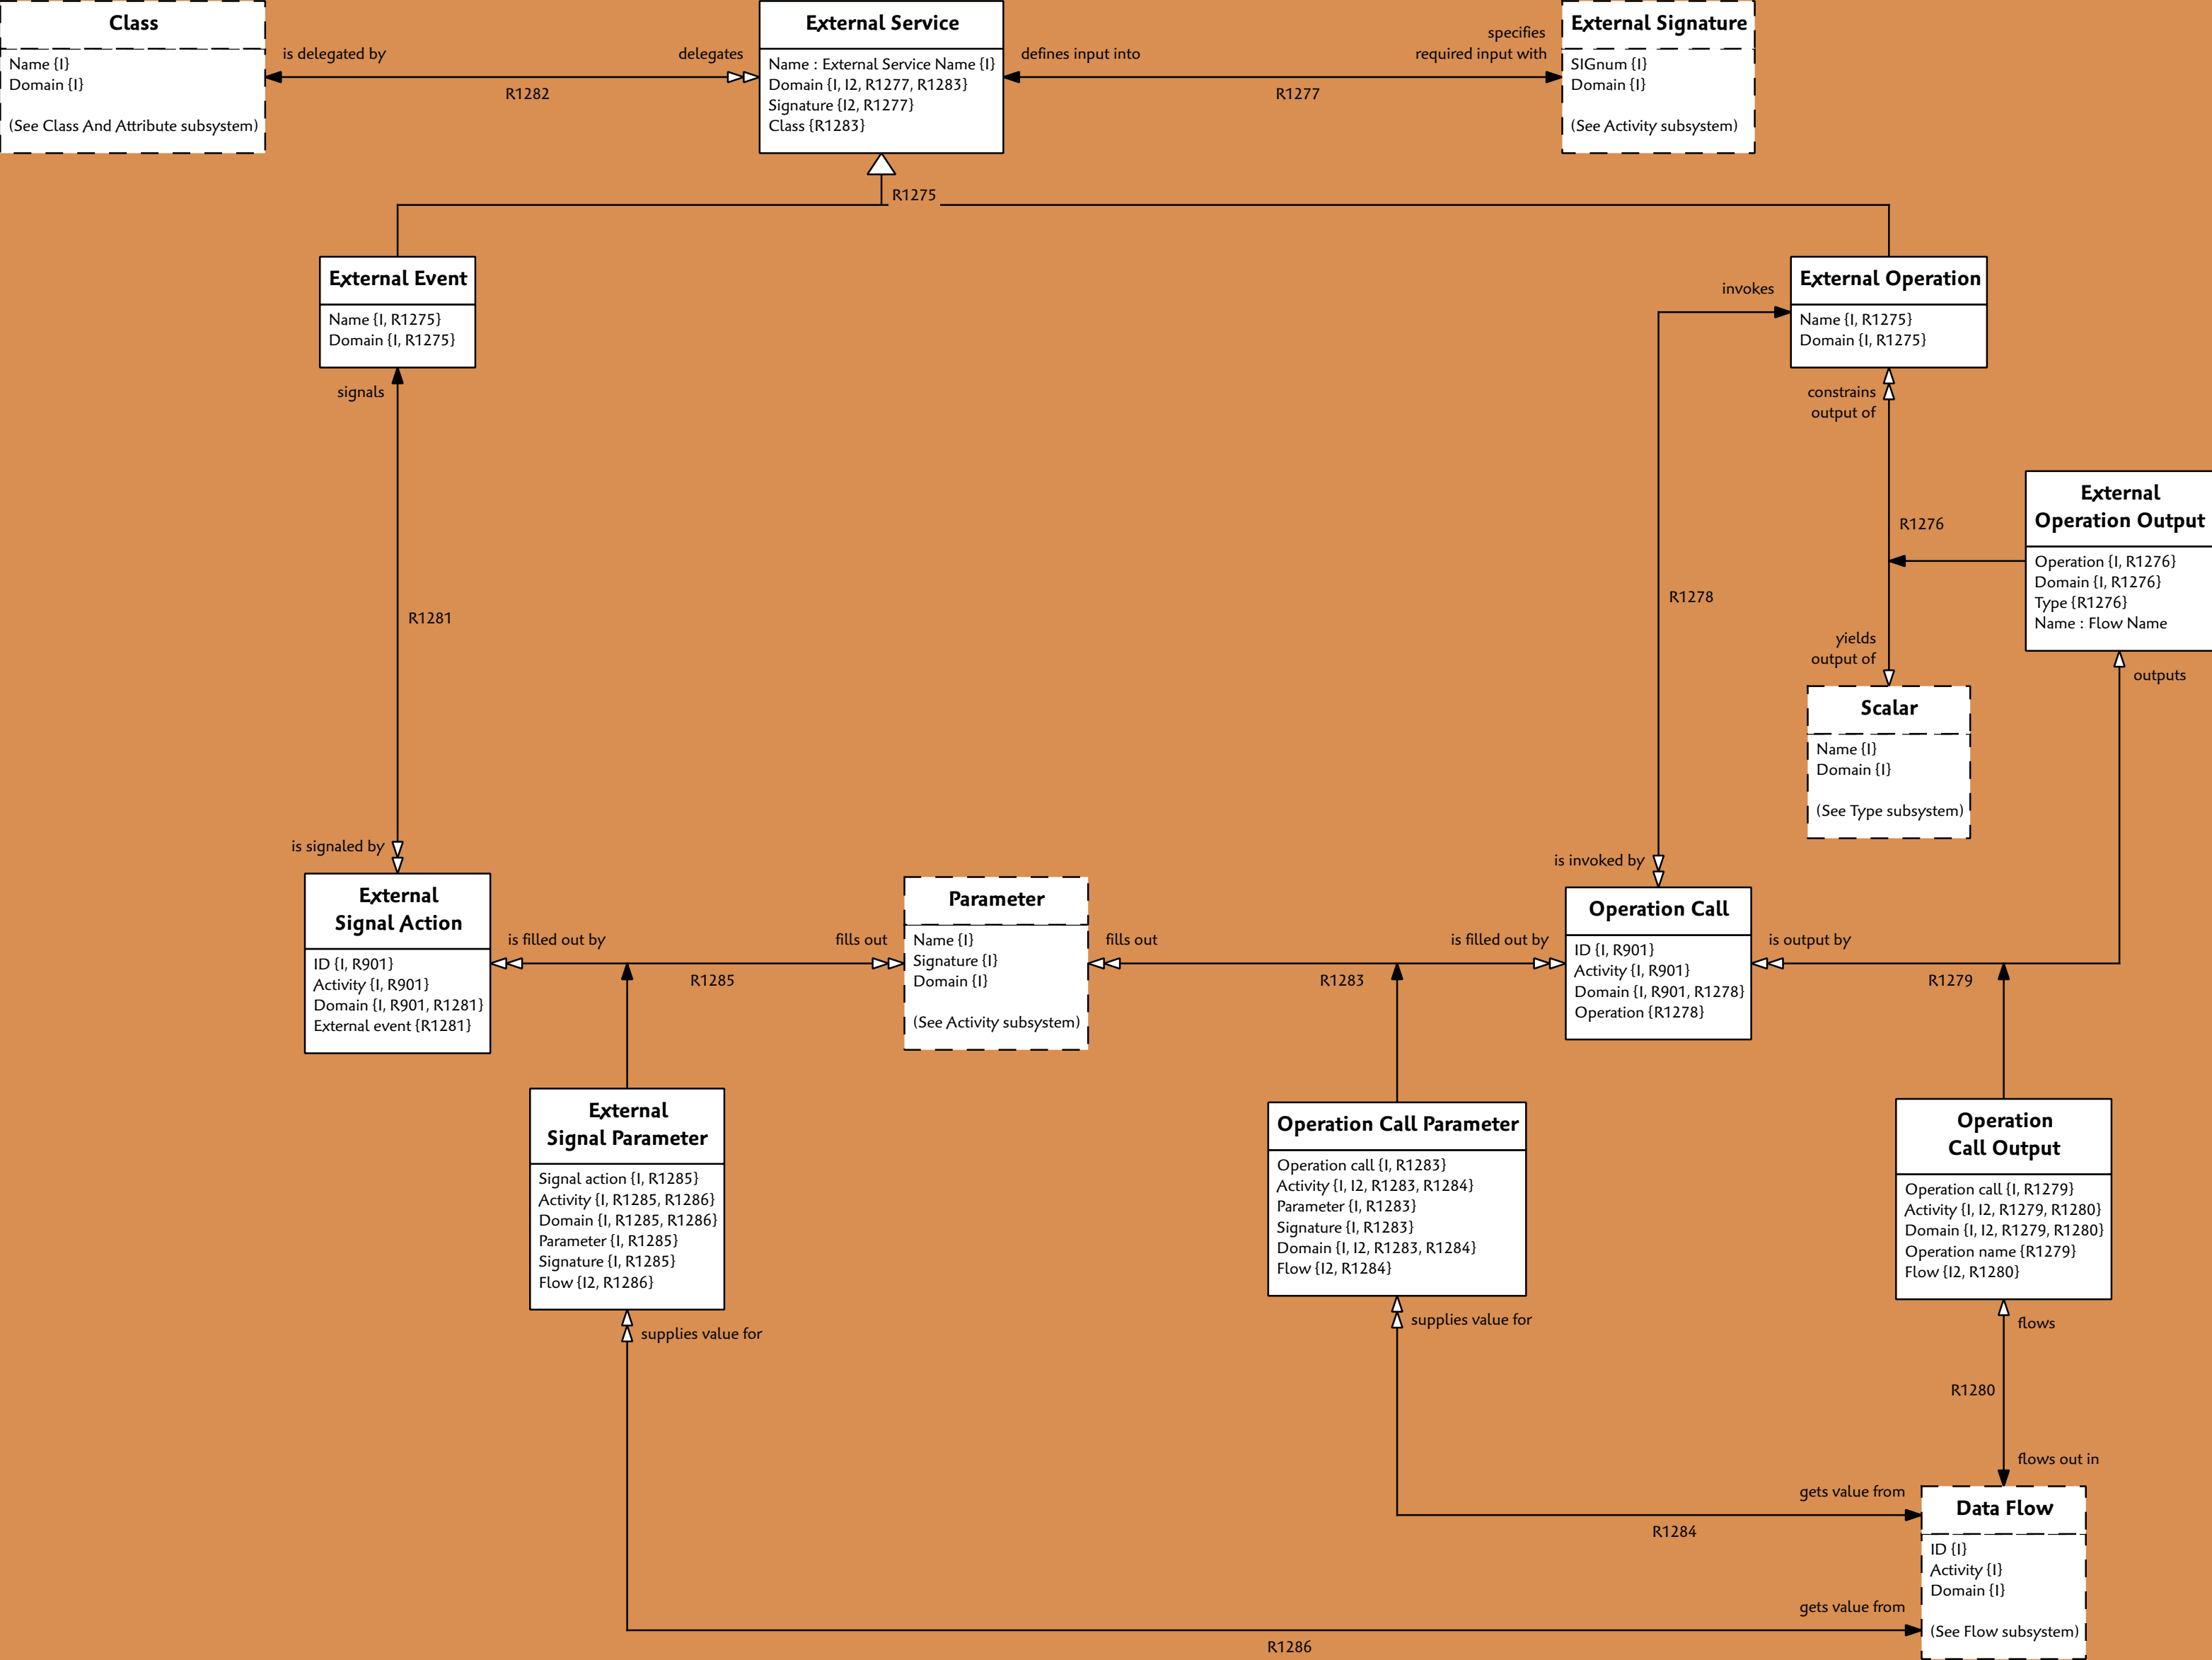 Class
Name {I}
Domain {I}
(See Class And Attribute subsystem)
is delegated by
delegates
R1282
External Service
Name : External Service Name {I}
Domain {I, I2, R1277, R1283}
Signature {I2, R1277}
Class {R1283}
defines input into
specifies
required input with
R1277
External Signature
SIGnum {I}
Domain {I}
(See Activity subsystem)
R1275
External Event
Name {I, R1275}
Domain {I, R1275}
signals
R1281
is signaled by
External Operation
Name {I, R1275}
Domain {I, R1275}
invokes
constrains
output of
R1276
External
Operation Output
Operation {I, R1276}
Domain {I, R1276}
Type {R1276}
Name : Flow Name
R1278
yields
output of
outputs
Scalar
Name {I}
Domain {I}
(See Type subsystem)
is invoked by
External
Signal Action
ID {I, R901}
Activity {I, R901}
Domain {I, R901, R1281}
External event {R1281}
is filled out by
fills out
R1285
Parameter
Name {I}
Signature {I}
Domain {I}
(See Activity subsystem)
fills out
is filled out by
R1283
Operation Call
ID {I, R901}
Activity {I, R901}
Domain {I, R901, R1278}
Operation {R1278}
is output by
R1279
External
Signal Parameter
Signal action {I, R1285}
Activity {I, R1285, R1286}
Domain {I, R1285, R1286}
Parameter {I, R1285}
Signature {I, R1285}
Flow {I2, R1286}
supplies value for
Operation Call Parameter
Operation call {I, R1283}
Activity {I, I2, R1283, R1284}
Parameter {I, R1283}
Signature {I, R1283}
Domain {I, I2, R1283, R1284}
Flow {I2, R1284}
supplies value for
Operation
Call Output
Operation call {I, R1279}
Activity {I, I2, R1279, R1280}
Domain {I, I2, R1279, R1280}
Operation name {R1279}
Flow {I2, R1280}
flows
R1280
flows out in
gets value from
R1284
Data Flow
ID {I}
Activity {I}
Domain {I}
(See Flow subsystem)
gets value from
R1286